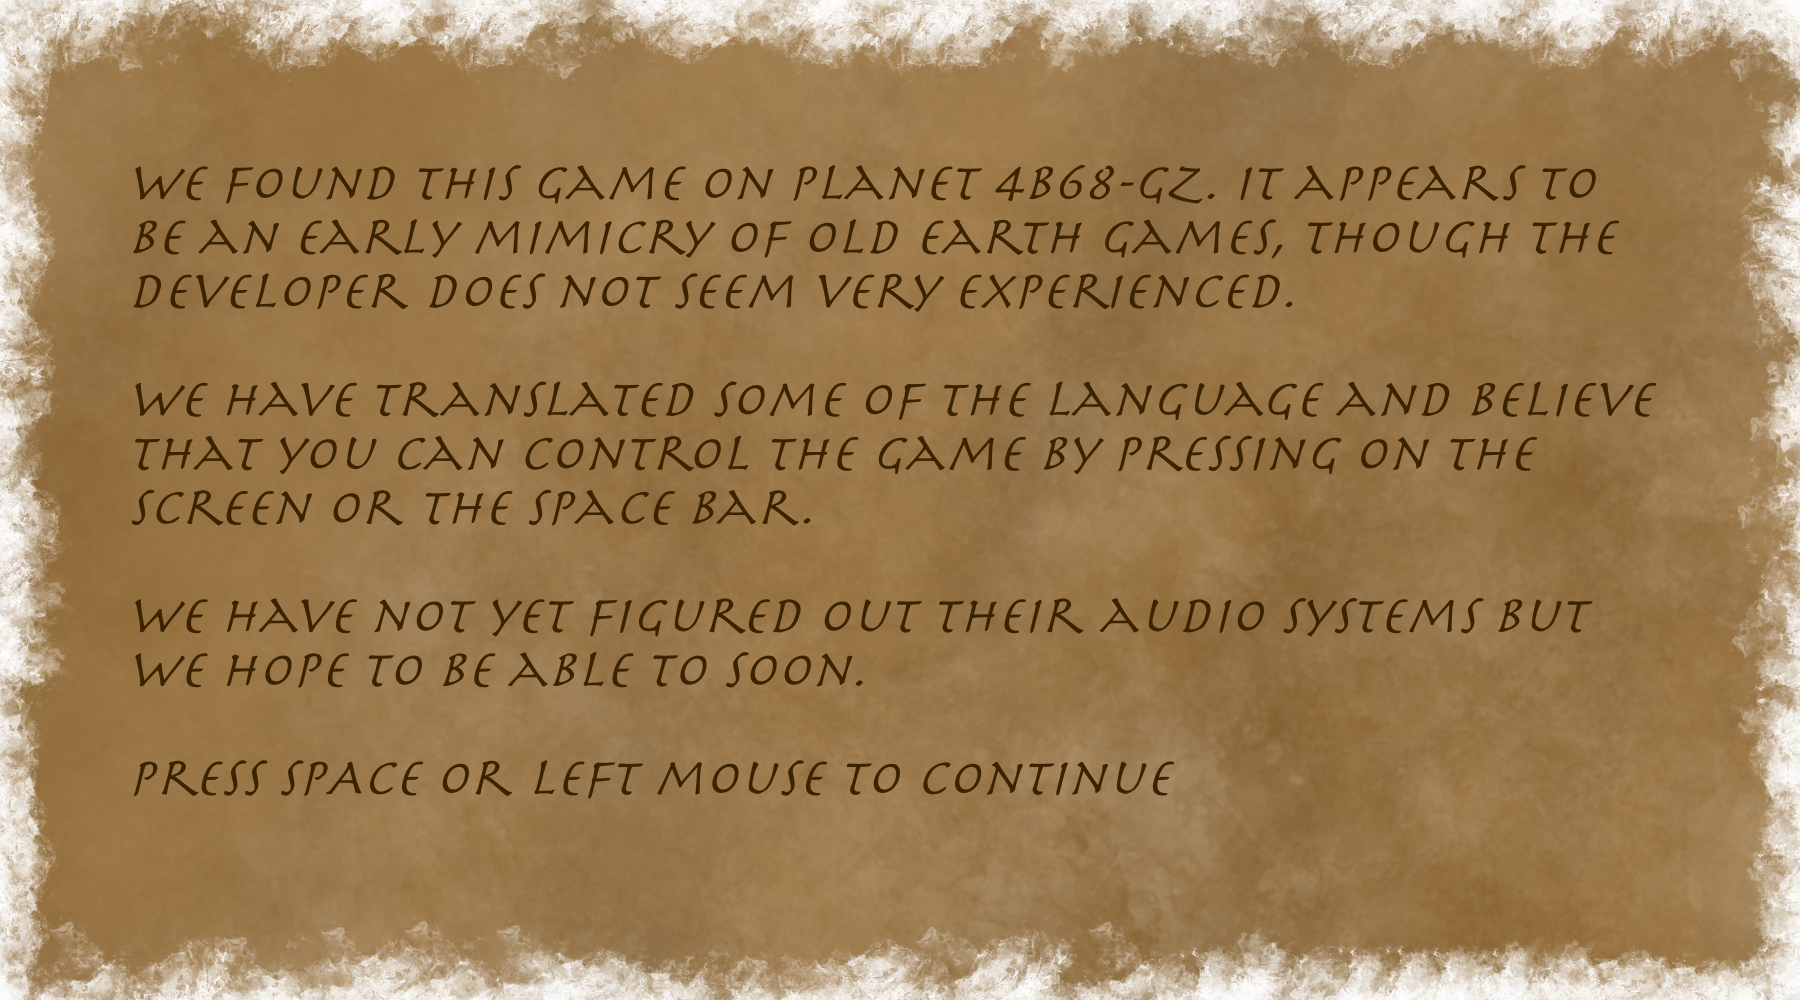 WE FOUND THIS GAME ON PLANET 4B68-GZ. IT APPEARS TO
BE AN EARLY MIMICRY OF OLD EARTH GAMES, THOUGH THE
DEVELOPER DOES NOT SEEM VERY EXPERIENCED.
WE HAVE TRANSLATED SOME OF THE LANGUAGE AND BELIEVE
THAT YOU CAN CONTROL THE GAME BY PRESSING ON THE
SCREEN OR THE SPACE BAR.
WE HAVE NOT YET FIGURED OUT THEIR AUDIO SYSTEMS BUT
WE HOPE TO BE ABLE TO SOON.
PRESS SPACE OR LEFT MOUSE TO CONTINUE